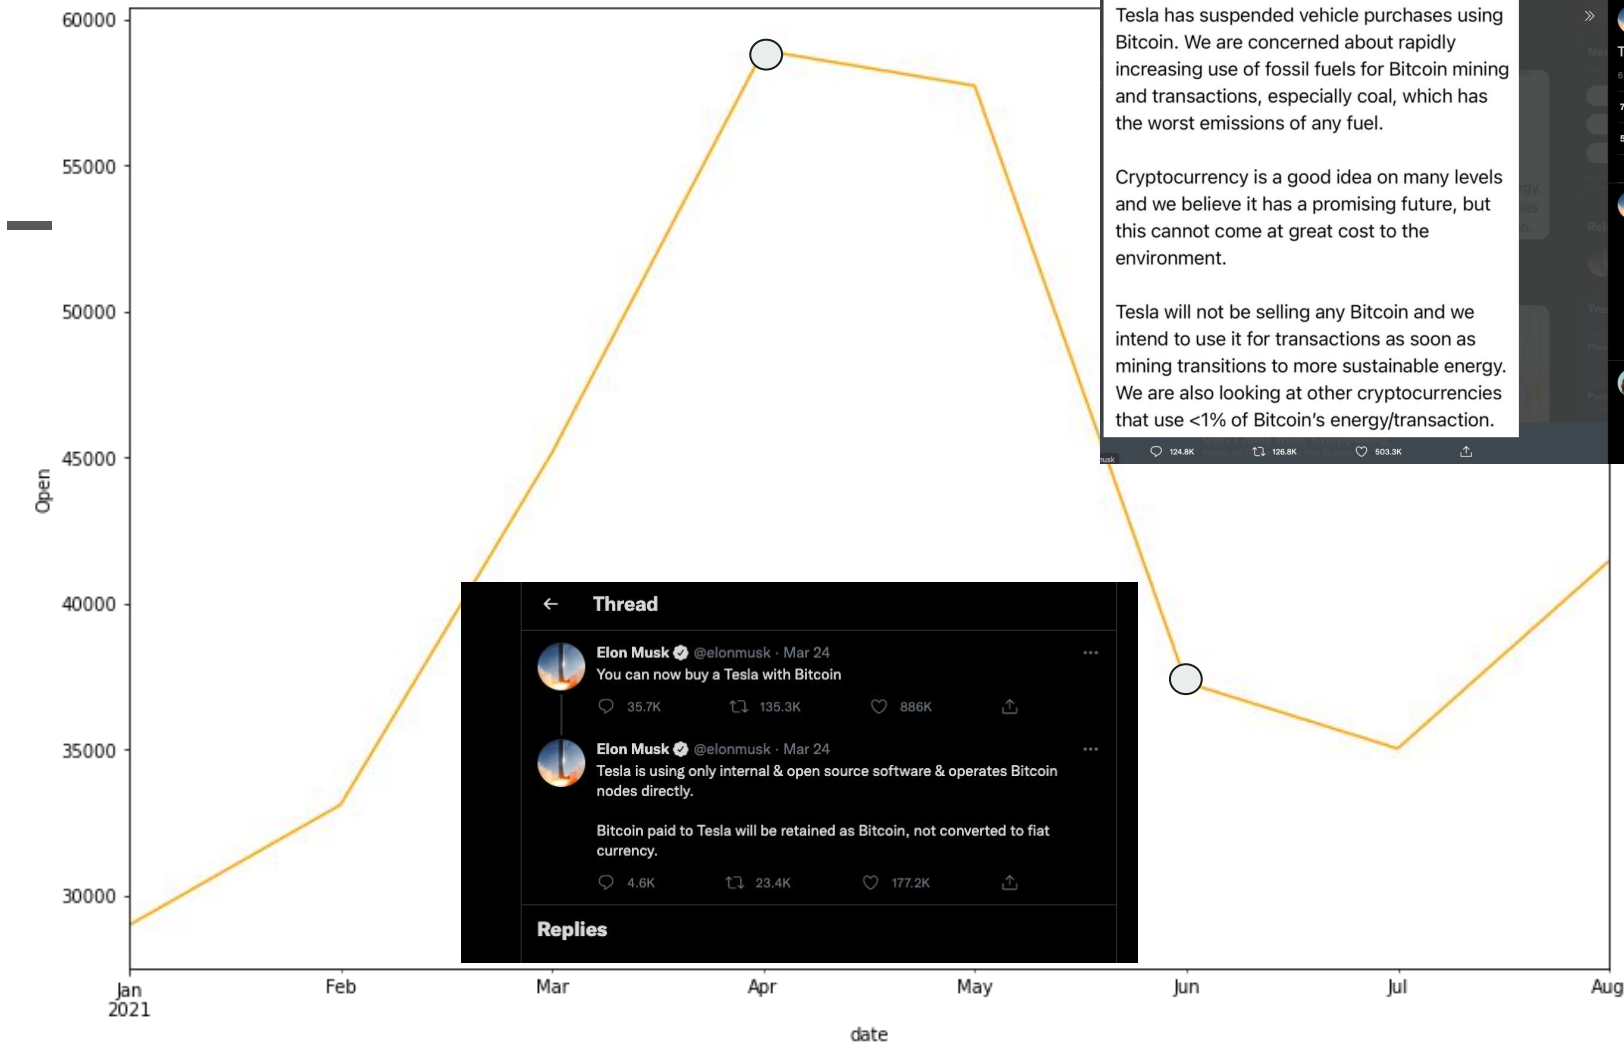 60000
55000
50000
45000
40000
35000
30000
Open
Jan
2021
Feb
Mar
Apr
May
Jun
Jul
Aug
date
Tesla has suspended vehicle purchases using
Bitcoin. We are concerned about rapidly
increasing use of fossil fuels for Bitcoin mining
and transactions, especially coal, which has
the worst emissions of any fuel.
Cryptocurrency is a good idea on many levels
and we believe it has a promising future, but
this cannot come at great cost to the
environment.
Tesla will not be selling any Bitcoin and we
intend to use it for transactions as soon as
mining transitions to more sustainable energy.
We are also looking at other cryptocurrencies
that use <1% of Bitcoin's energy/transaction.
124.8K 126.8K 503.3K
Thread
Elon Musk @elonmusk · Mar 24
You can now buy a Tesla with Bitcoin
35.7K 135.3K 886K
Elon Musk @elonmusk · Mar 24
Tesla is using only internal & open source software & operates Bitcoin
nodes directly.
Bitcoin paid to Tesla will be retained as Bitcoin, not converted to fiat
currency.
4.6K 23.4K 177.2K
Replies